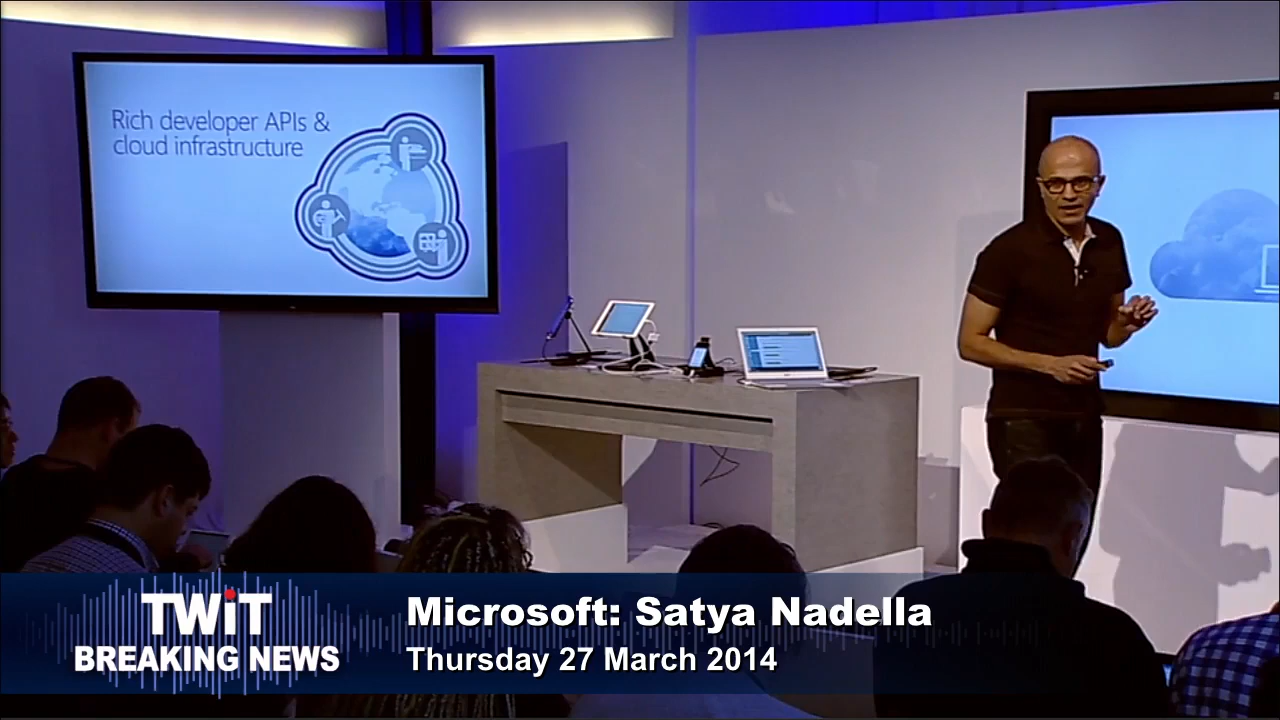 Rich developer APIs &
cloud infrastructure
TWiT
BREAKING NEWS
Microsoft: Satya Nadella
Thursday 27 March 2014